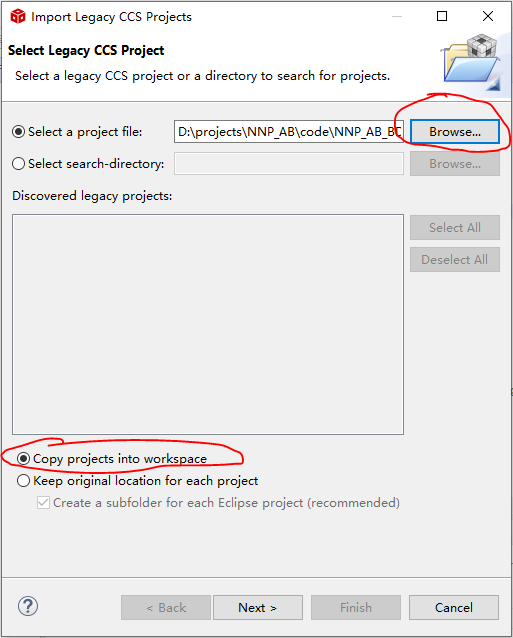 Import Legacy CCS Projects
Select Legacy CCS Project
Select a legacy CCS project or a directory to search for projects.
Select a project file: D:\projects\NNP_AB\code\NNP_AB_BC Browse...
Select search-directory: Browse...
Discovered legacy projects:
Select All
Deselect All
Copy projects into workspace
Keep original location for each project
Create a subfolder for each Eclipse project (recommended)
? < Back Next > Finish Cancel